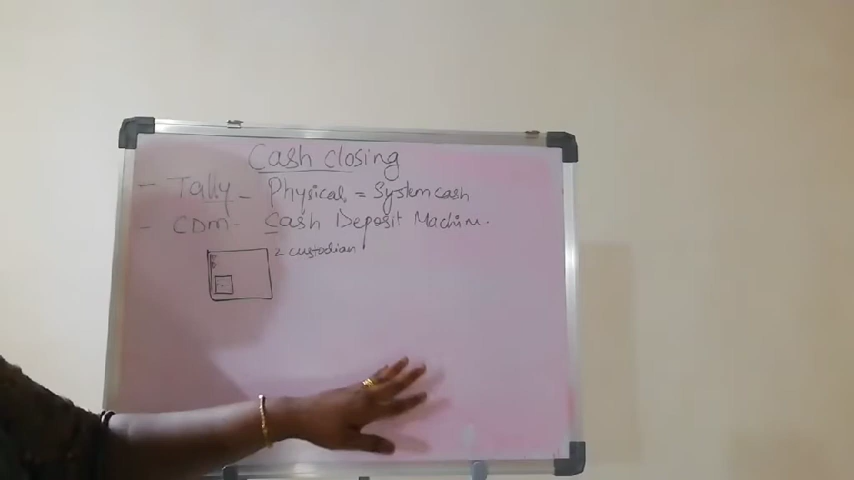 Cash closing
- Tally - Physical = System cash
- CDM - Cash Deposit Machine.
2 custodian